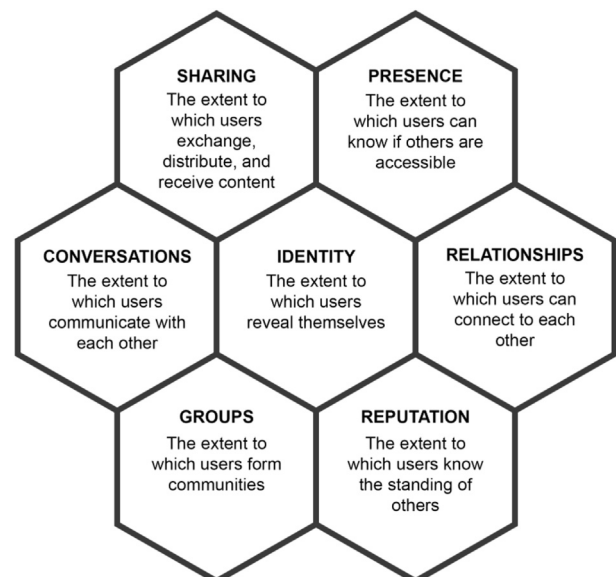 SHARING
The extent to
which users
exchange,
distribute, and
receive content
PRESENCE
The extent to
which users can
know if others are
accessible
CONVERSATIONS
The extent to
which users
communicate with
each other
IDENTITY
The extent to
which users
reveal themselves
RELATIONSHIPS
The extent to
which users can
connect to each
other
GROUPS
The extent to
which users form
communities
REPUTATION
The extent to
which users know
the standing of
others